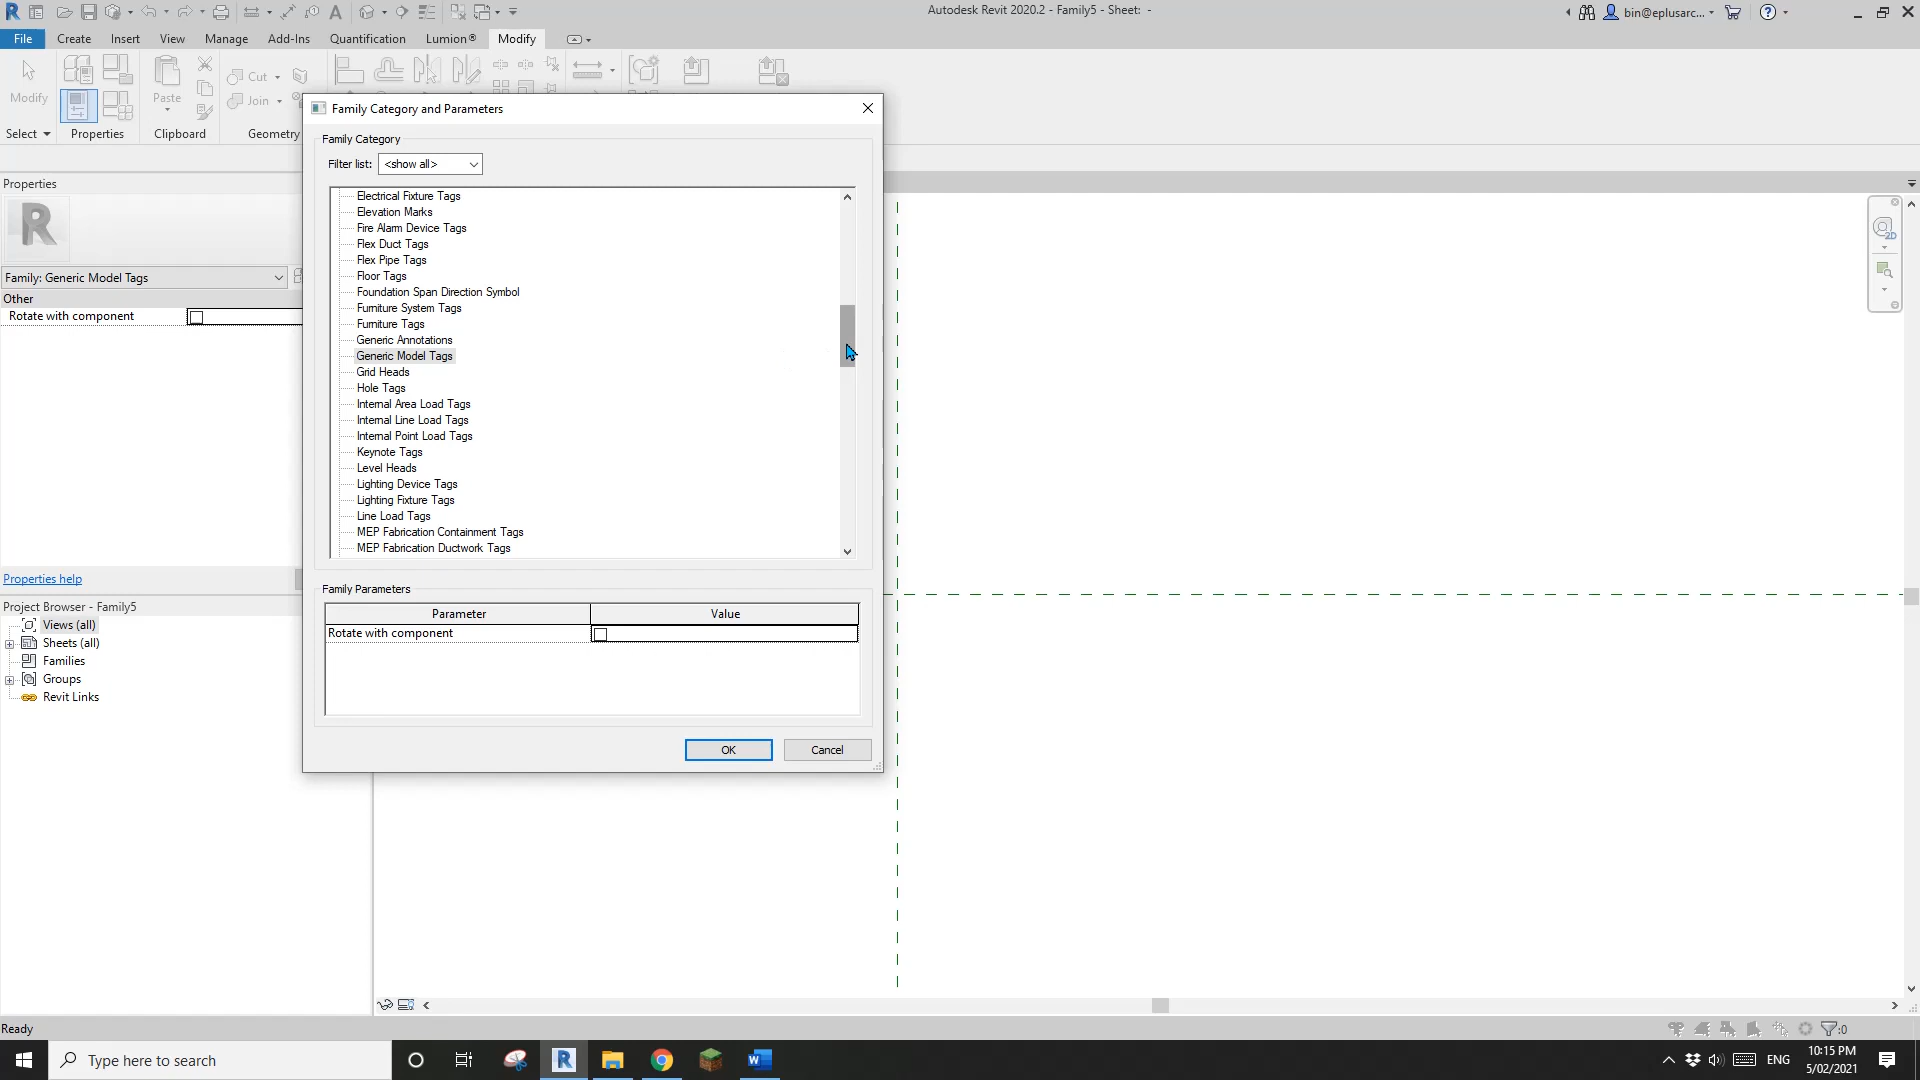 Autodesk Revit 2020.2 - Family5 - Sheet: -
bin@eplusarc...
File
Create
Insert
View
Manage
Add-Ins
Quantification
Lumion®
Modify
Modify
Paste
Cut
Join
Select
Properties
Clipboard
Geometry
Family Category and Parameters
Family Category
Filter list:
<show all>
Electrical Fixture Tags
Elevation Marks
Fire Alarm Device Tags
Flex Duct Tags
Flex Pipe Tags
Floor Tags
Foundation Span Direction Symbol
Furniture System Tags
Furniture Tags
Generic Annotations
Generic Model Tags
Grid Heads
Hole Tags
Internal Area Load Tags
Internal Line Load Tags
Internal Point Load Tags
Keynote Tags
Level Heads
Lighting Device Tags
Lighting Fixture Tags
Line Load Tags
MEP Fabrication Containment Tags
MEP Fabrication Ductwork Tags
Family Parameters
Parameter
Value
Rotate with component
OK
Cancel
Properties
R
Family: Generic Model Tags
Other
Rotate with component
Properties help
Project Browser - Family5
Views (all)
Sheets (all)
Families
Groups
Revit Links
2D
Ready
:0
Type here to search
ENG
10:15 PM
5/02/2021